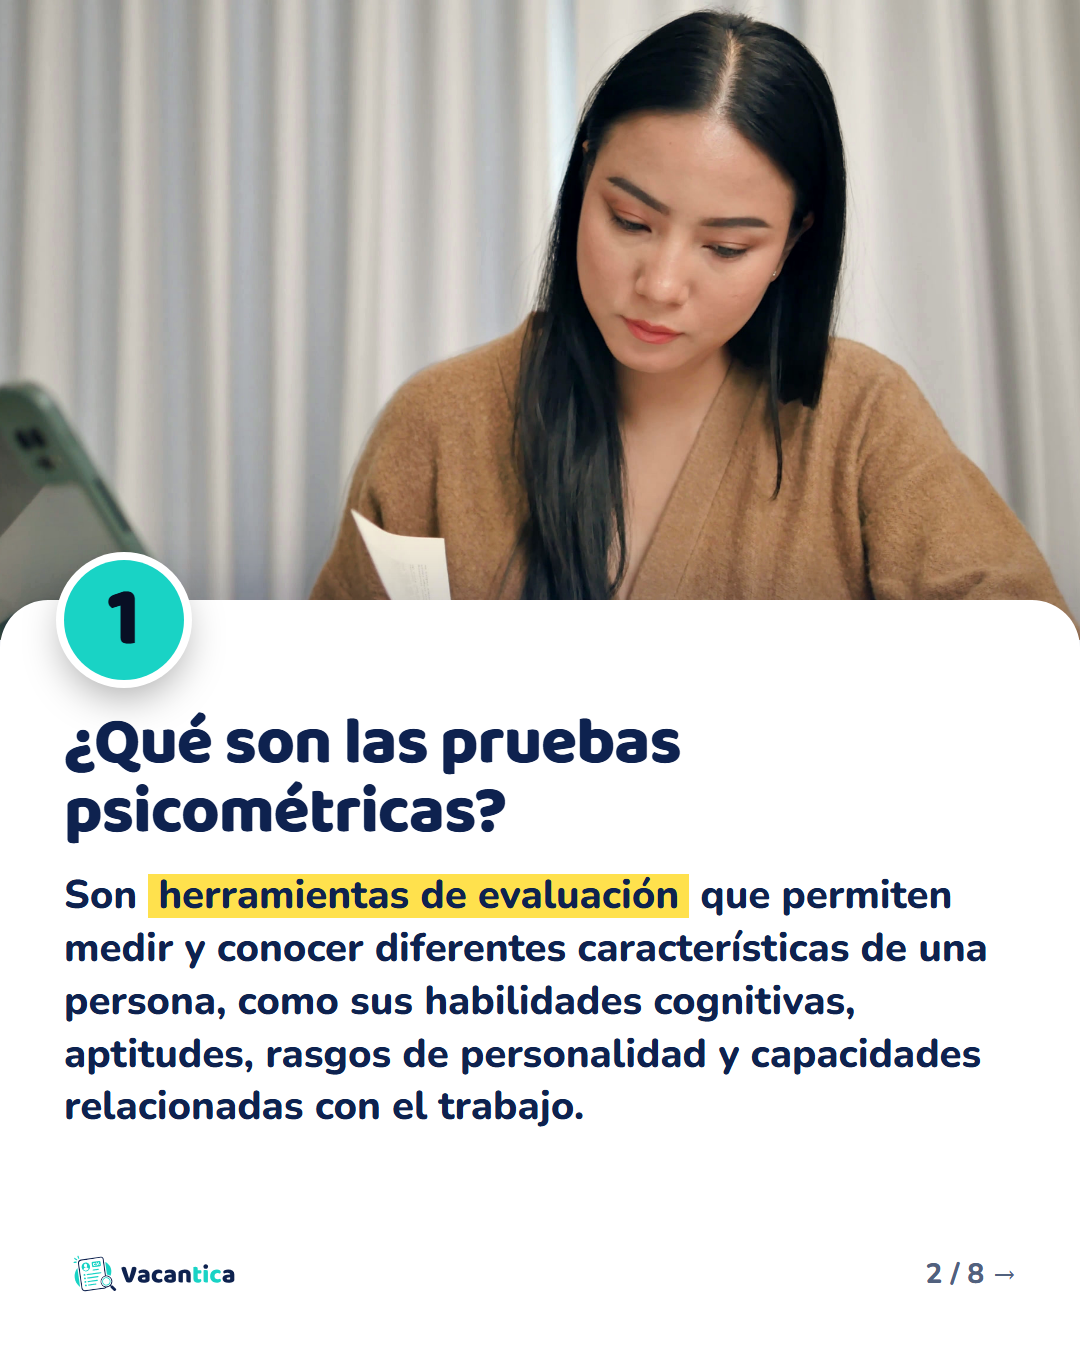 1
¿Qué son las pruebas
psicométricas?
Son herramientas de evaluación que permiten
medir y conocer diferentes características de una
persona, como sus habilidades cognitivas,
aptitudes, rasgos de personalidad y capacidades
relacionadas con el trabajo.
Vacantica
2 / 8 →